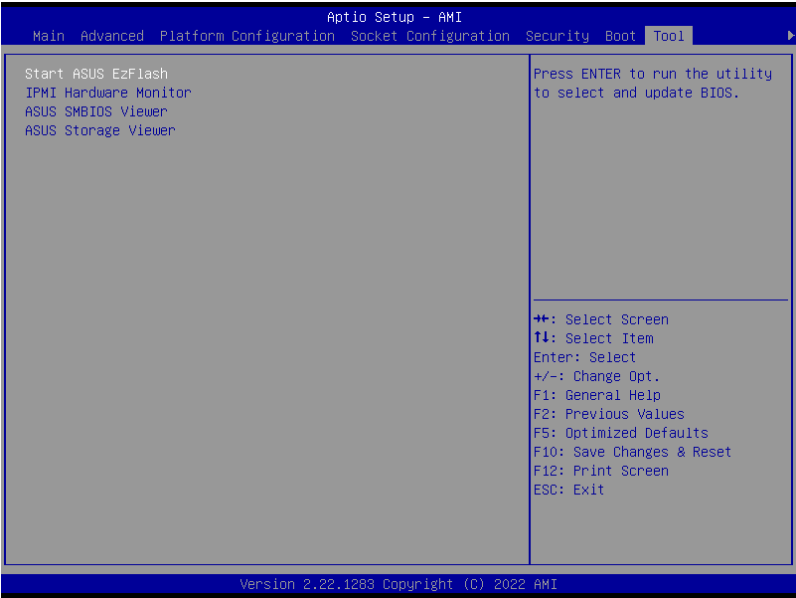 Aptio Setup – AMI
Main Advanced Platform Configuration Socket Configuration Security Boot Tool
Start ASUS EzFlash
IPMI Hardware Monitor
ASUS SMBIOS Viewer
ASUS Storage Viewer
Press ENTER to run the utility
to select and update BIOS.
→←: Select Screen
↑↓: Select Item
Enter: Select
+/-: Change Opt.
F1: General Help
F2: Previous Values
F5: Optimized Defaults
F10: Save Changes & Reset
F12: Print Screen
ESC: Exit
Version 2.22.1283 Copyright (C) 2022 AMI